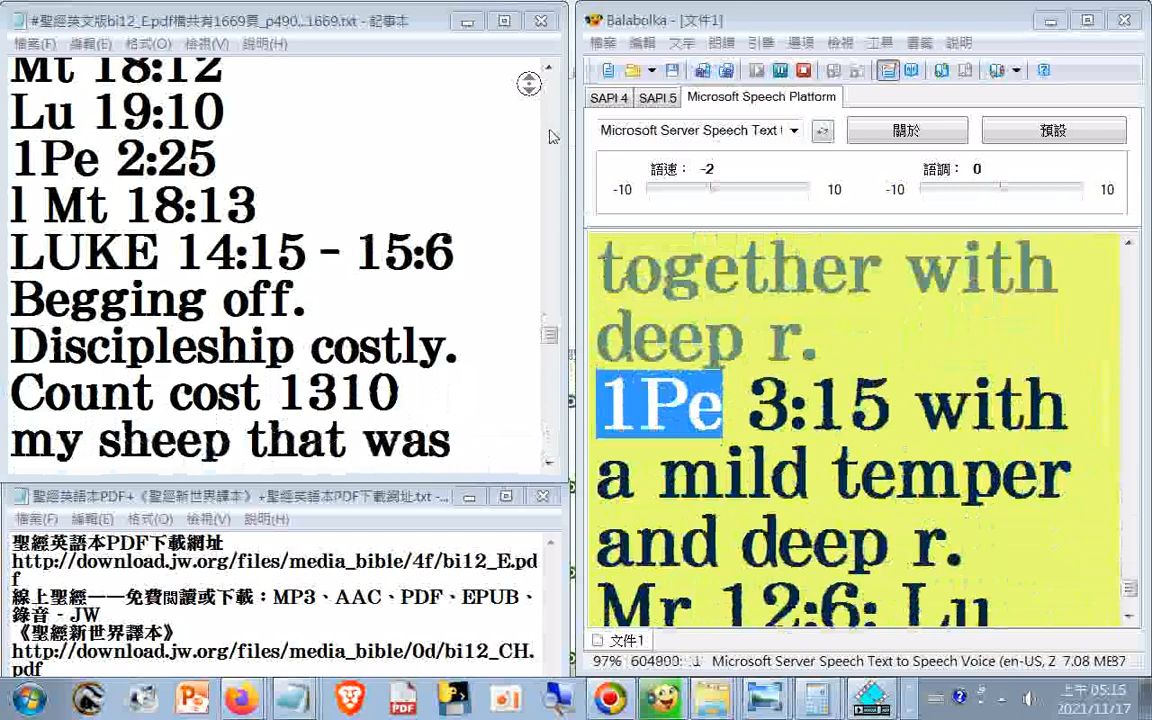 #聖經英文版bi12_E.pdf檔共有1669頁_p490,..1669.txt - 記事本
檔案(F) 編輯(E) 格式(O) 檢視(V) 說明(H)
Mt 18:12
Lu 19:10
1Pe 2:25
l Mt 18:13
LUKE 14:15 - 15:6
Begging off.
Discipleship costly.
Count cost 1310
my sheep that was
聖經英語本PDF+《聖經新世界譯本》+聖經英語本PDF下載網址.txt -...
檔案(F) 編輯(E) 格式(O) 檢視(V) 說明(H)
聖經英語本PDF下載網址
http://download.jw.org/files/media_bible/4f/bi12_E.pd
f
線上聖經——免費閱讀或下載：MP3、AAC、PDF、EPUB、
錄音 - JW
《聖經新世界譯本》
http://download.jw.org/files/media_bible/0d/bi12_CH.
pdf
Balabolka - [文件1]
檔案 編輯 文字 朗讀 引擎 選項 檢視 工具 書籤 說明
SAPI 4 SAPI 5 Microsoft Speech Platform
Microsoft Server Speech Text 關於 預設
語速： -2 語調： 0
-10 10 -10 10
together with
deep r.
1Pe 3:15 with
a mild temper
and deep r.
Mr 12:6; Lu
文件1
97% Microsoft Server Speech Text to Speech Voice (en-US, Z 7.08 MB
上午 05:15
2021/11/17